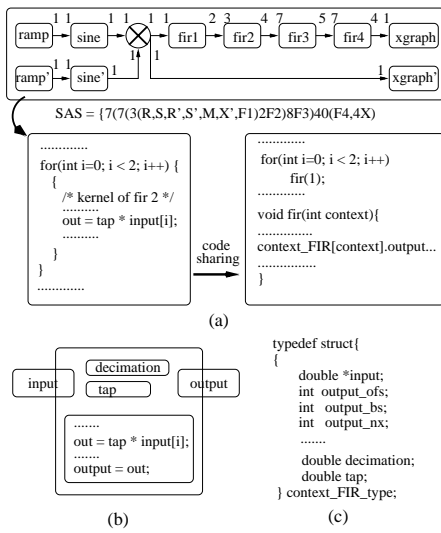 1 1 1 1 1 1 2 3 4 7 5 7 4 1
ramp sine fir1 fir2 fir3 fir4 xgraph
1 1 1 1 1 1
ramp' sine' xgraph'
SAS = {7(7(3(R,S,R',S',M,X',F1)2F2)8F3)40(F4,4X)
.............
for(int i=0; i < 2; i++) {
{
/* kernel of fir 2 */
..........
out = tap * input[i];
..........
}
}
.............
code
sharing
.............
for(int i=0; i < 2; i++)
fir(1);
.............
void fir(int context){
...............
context_FIR[context].output...
...............
}
(a)
input
decimation
tap
output
.......
out = tap * input[i];
.......
output = out;
(b)
typedef struct{
{
double *input;
int output_ofs;
int output_bs;
int output_nx;
.......
double decimation;
double tap;
} context_FIR_type;
(c)